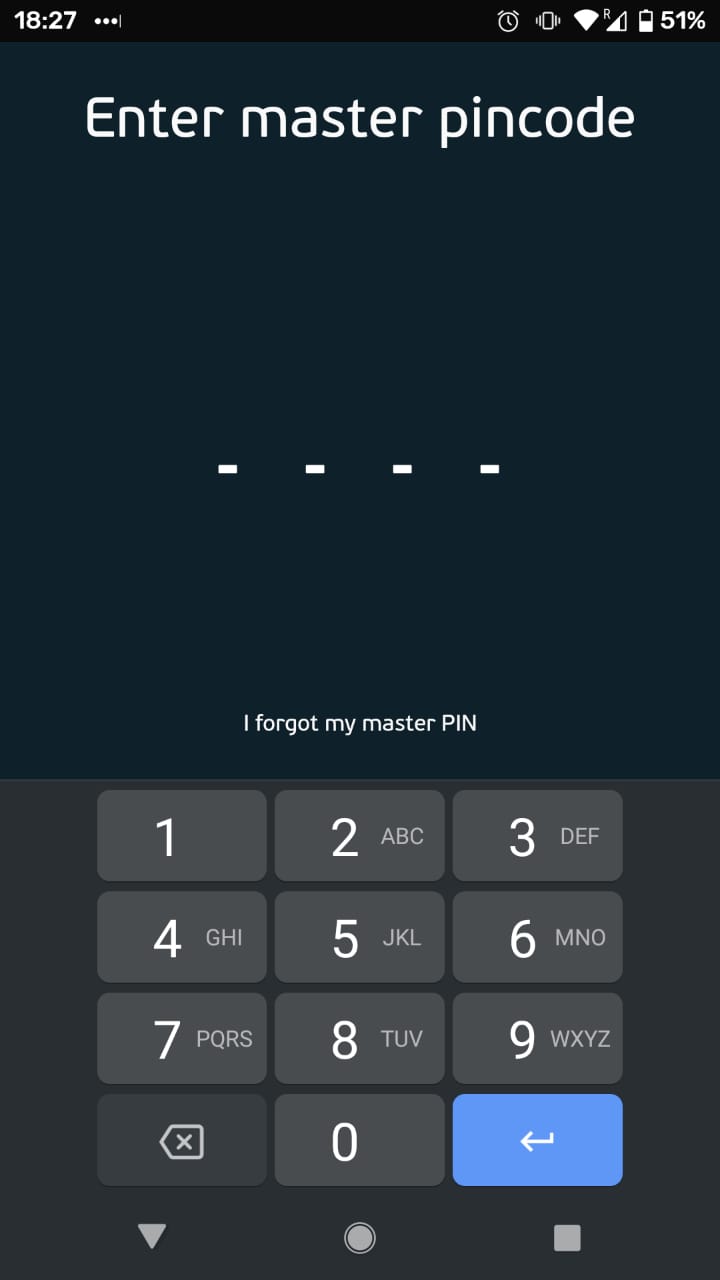 18:27 R 51%
Enter master pincode
- - - -
I forgot my master PIN
1 2 ABC 3 DEF
4 GHI 5 JKL 6 MNO
7 PQRS 8 TUV 9 WXYZ
0